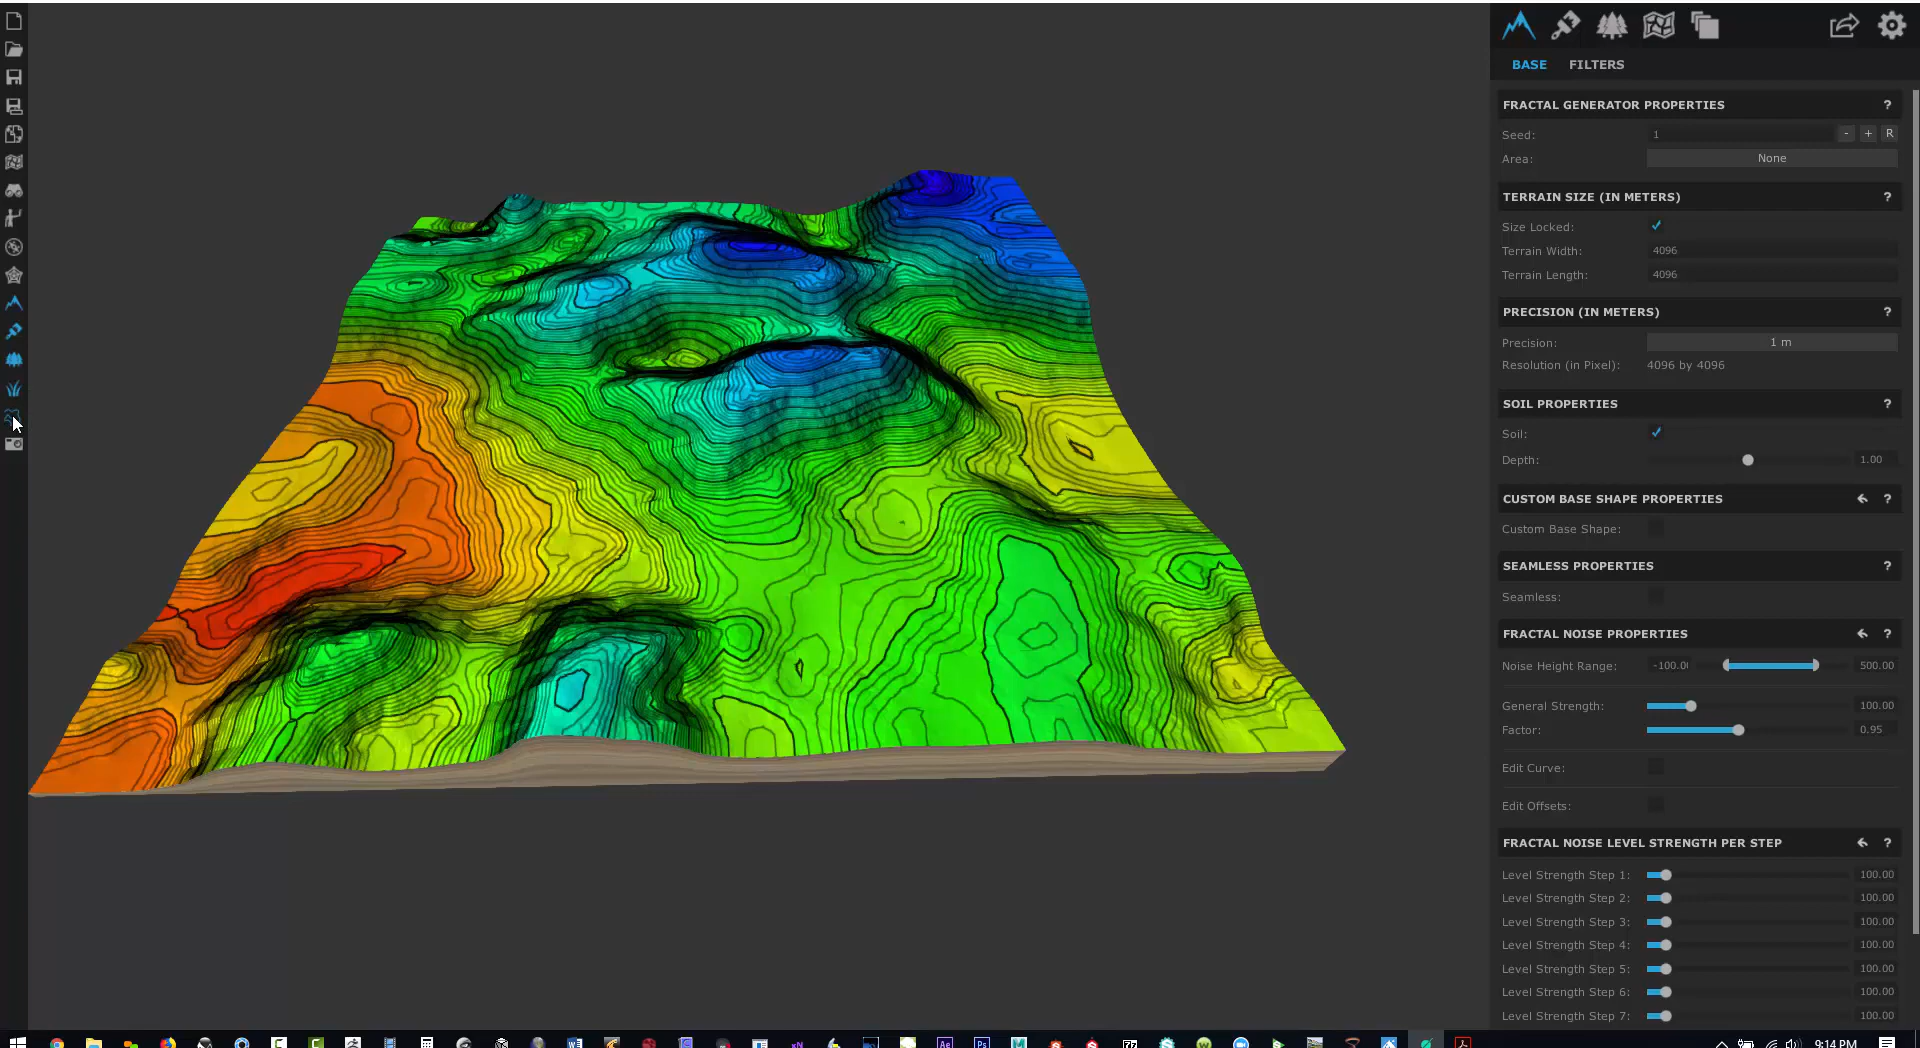 BASE FILTERS
FRACTAL GENERATOR PROPERTIES ?
Seed: 1 - + R
Area: None
TERRAIN SIZE (IN METERS) ?
Size Locked:
Terrain Width: 4096
Terrain Length: 4096
PRECISION (IN METERS) ?
Precision: 1 m
Resolution (in Pixel): 4096 by 4096
SOIL PROPERTIES ?
Soil:
Depth: 1.00
CUSTOM BASE SHAPE PROPERTIES ?
Custom Base Shape:
SEAMLESS PROPERTIES ?
Seamless:
FRACTAL NOISE PROPERTIES ?
Noise Height Range: -100.0 500.00
General Strength: 100.00
Factor: 0.95
Edit Curve:
Edit Offsets:
FRACTAL NOISE LEVEL STRENGTH PER STEP ?
Level Strength Step 1: 100.00
Level Strength Step 2: 100.00
Level Strength Step 3: 100.00
Level Strength Step 4: 100.00
Level Strength Step 5: 100.00
Level Strength Step 6: 100.00
Level Strength Step 7: 100.00
Ae Ps
9:14 PM